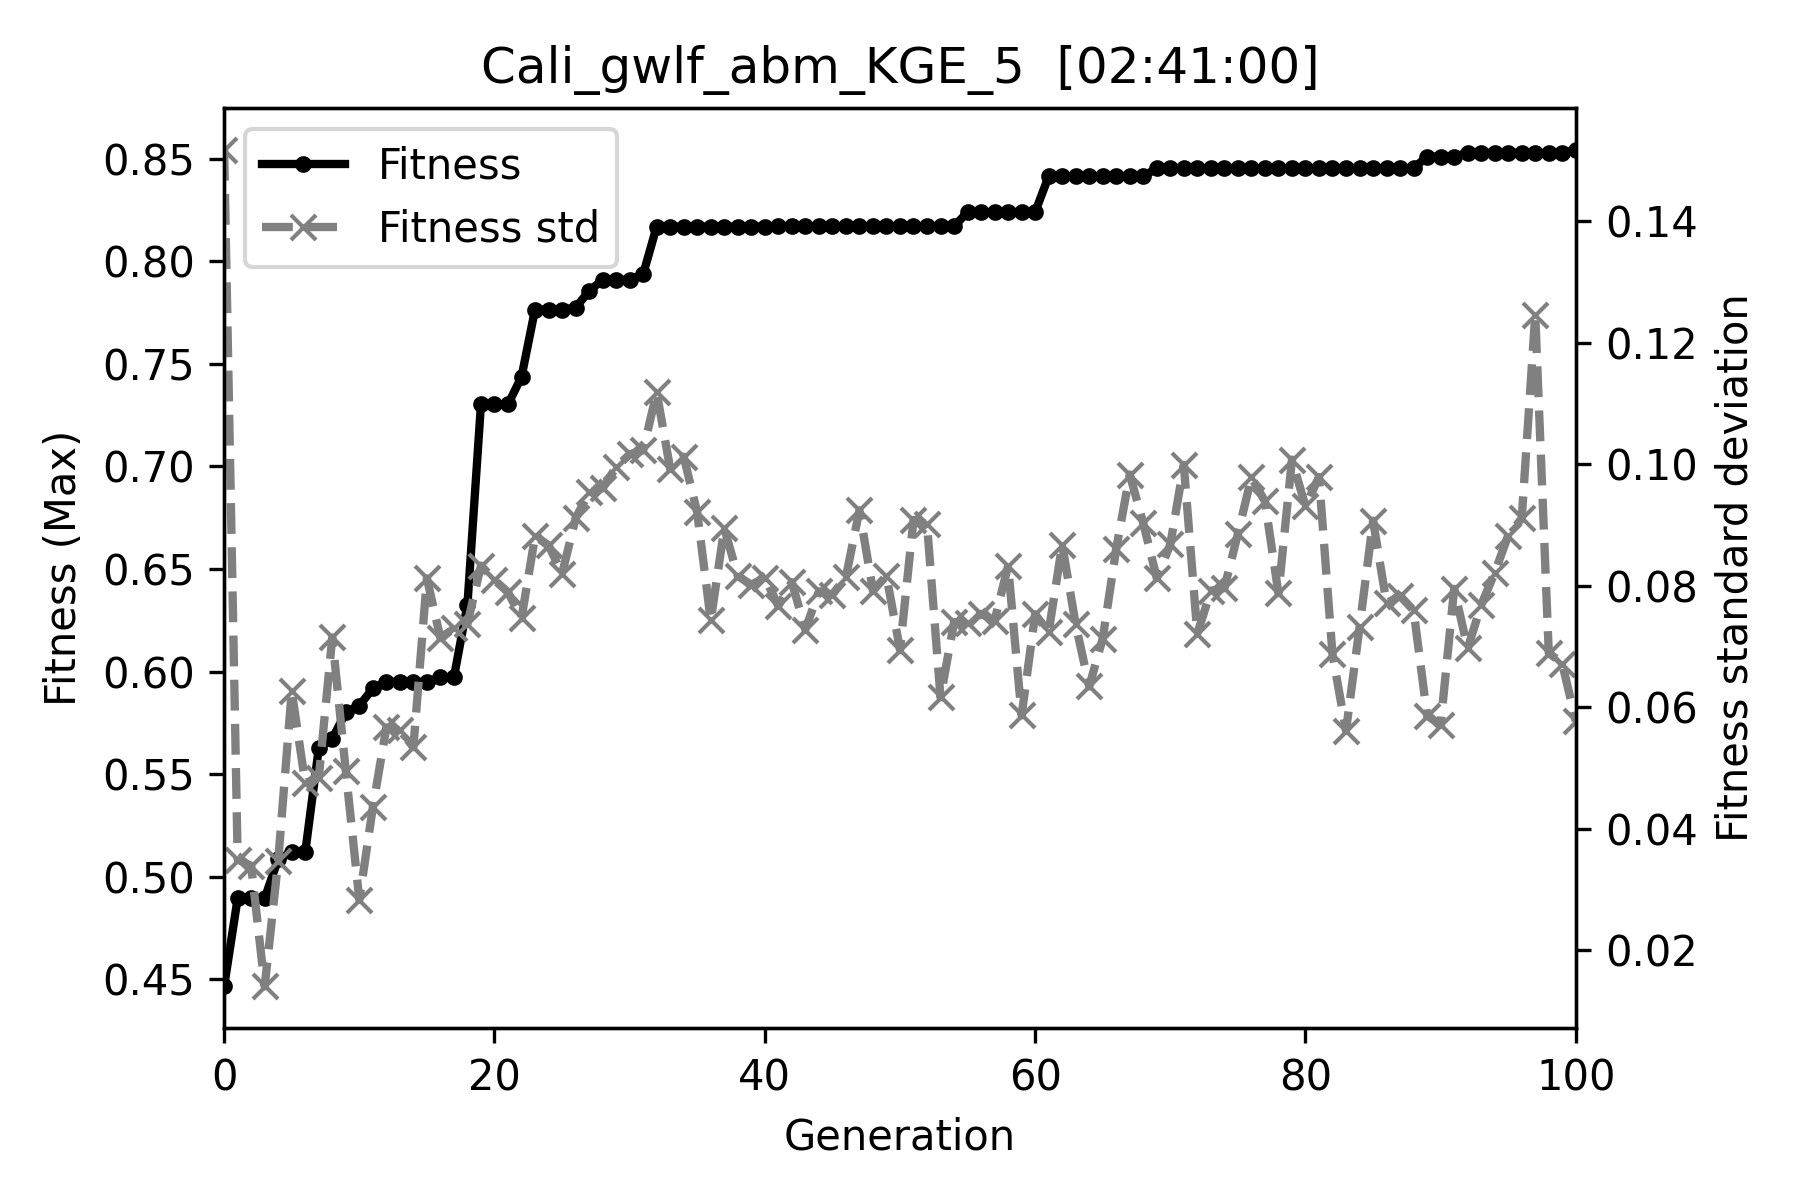 Cali_gwlf_abm_KGE_5 [02:41:00]
Fitness
Fitness std
Fitness (Max)
0.85
0.80
0.75
0.70
0.65
0.60
0.55
0.50
0.45
0.14
0.12
0.10
0.08
0.06
0.04
0.02
Fitness standard deviation
0 20 40 60 80 100
Generation